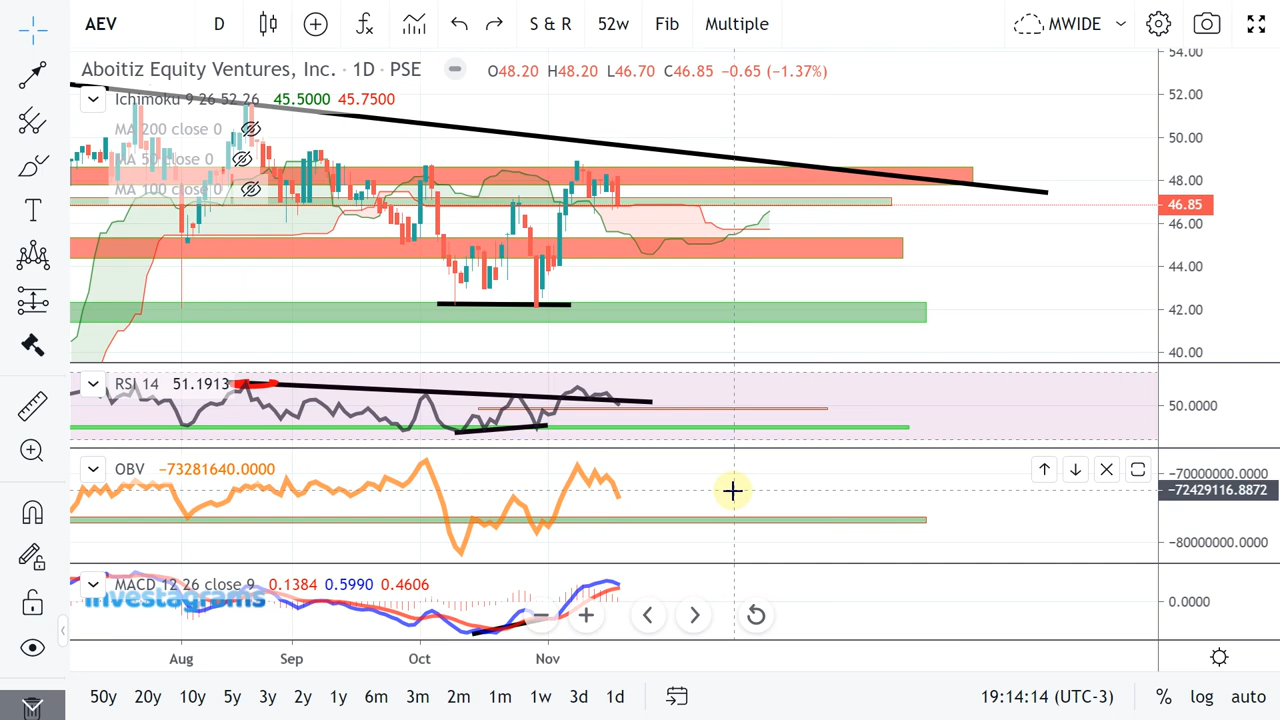 AEV D S & R 52w Fib Multiple MWIDE
Aboitiz Equity Ventures, Inc. · 1D · PSE O48.20 H48.20 L46.70 C46.85 −0.65 (−1.37%)
Ichimoku 9 26 52 26 45.5000 45.7500
MA 200 close 0
MA 50 close 0
MA 100 close 0
54.00
52.00
50.00
48.00
46.85
46.00
44.00
42.00
40.00
RSI 14 51.1913
50.0000
OBV −73281640.0000
−70000000.0000
−72429116.8872
−80000000.0000
MACD 12 26 close 9 0.1384 0.5990 0.4606
investagrams
0.0000
Aug Sep Oct Nov
50y 20y 10y 5y 3y 2y 1y 6m 3m 2m 1m 1w 3d 1d 19:14:14 (UTC-3) % log auto